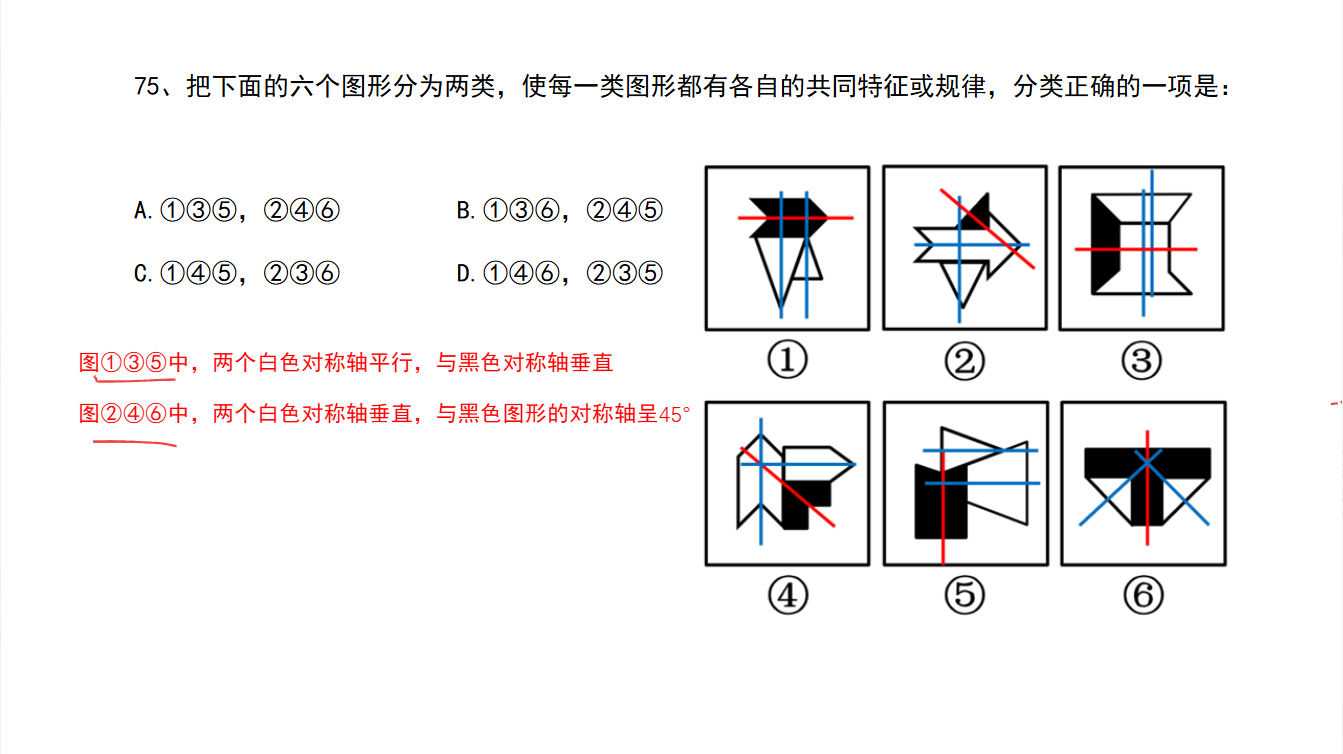 75、把下面的六个图形分为两类，使每一类图形都有各自的共同特征或规律，分类正确的一项是：
A.①③⑤，②④⑥
B.①③⑥，②④⑤
C.①④⑤，②③⑥
D.①④⑥，②③⑤
图①③⑤中，两个白色对称轴平行，与黑色对称轴垂直
图②④⑥中，两个白色对称轴垂直，与黑色图形的对称轴呈45°
① ② ③
④ ⑤ ⑥